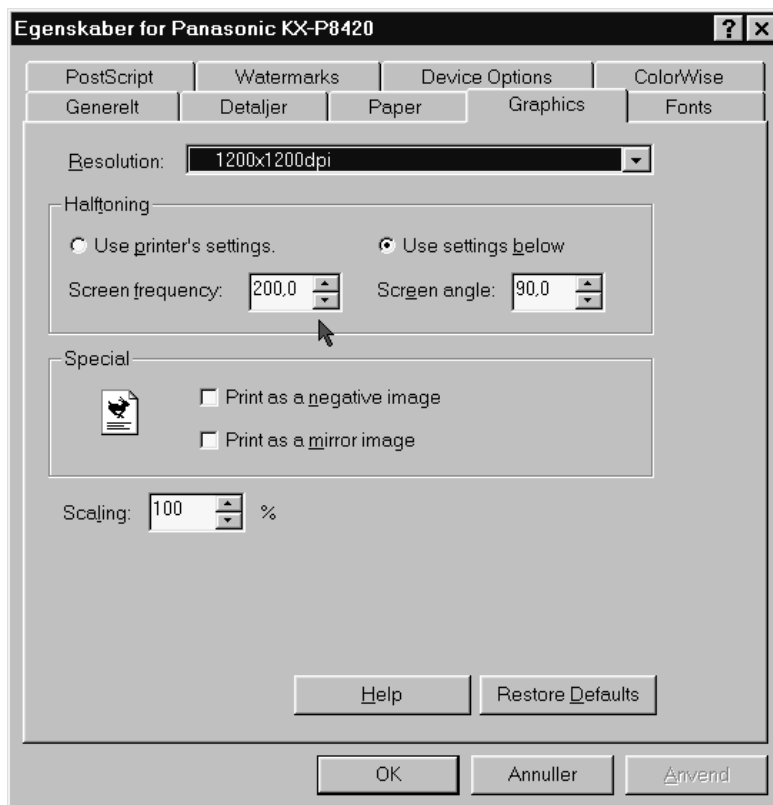 Egenskaber for Panasonic KX-P8420
PostScript Watermarks Device Options ColorWise
Generelt Detaljer Paper Graphics Fonts
Resolution: 1200x1200dpi
Halftoning
Use printer's settings. Use settings below
Screen frequency: 200,0 Screen angle: 90,0
Special
Print as a negative image
Print as a mirror image
Scaling: 100 %
Help Restore Defaults
OK Annuller Anvend